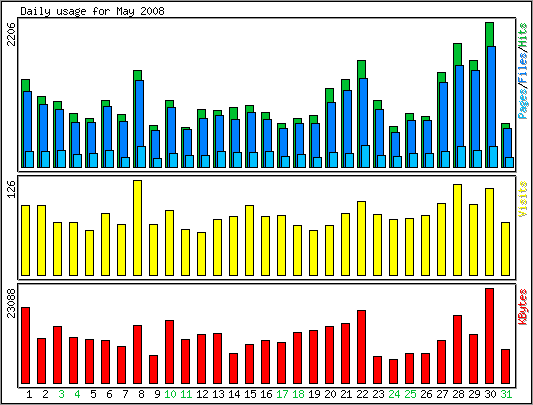 Daily usage for May 2008
2206
Pages/Files/Hits
126
Visits
23088
KBytes
1 2 3 4 5 6 7 8 9 10 11 12 13 14 15 16 17 18 19 20 21 22 23 24 25 26 27 28 29 30 31